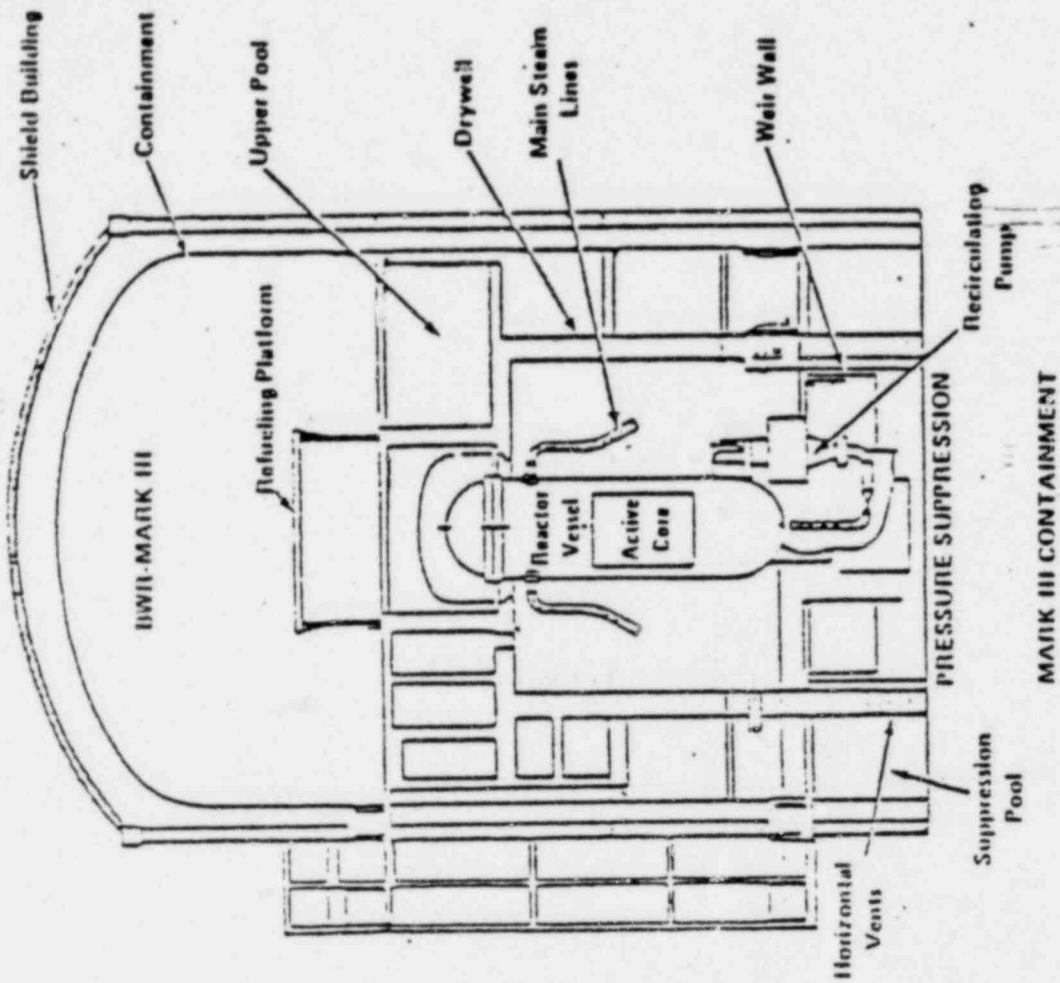 Shield Building
Containment
Upper Pool
Drywell
Main Steam
Lines
Weir Wall
Recirculation
Pump
Refueling Platform
BWR-MARK III
Reactor
Vessel
Active
Core
Horizontal
Vents
Suppression
Pool
PRESSURE SUPPRESSION
MARK III CONTAINMENT